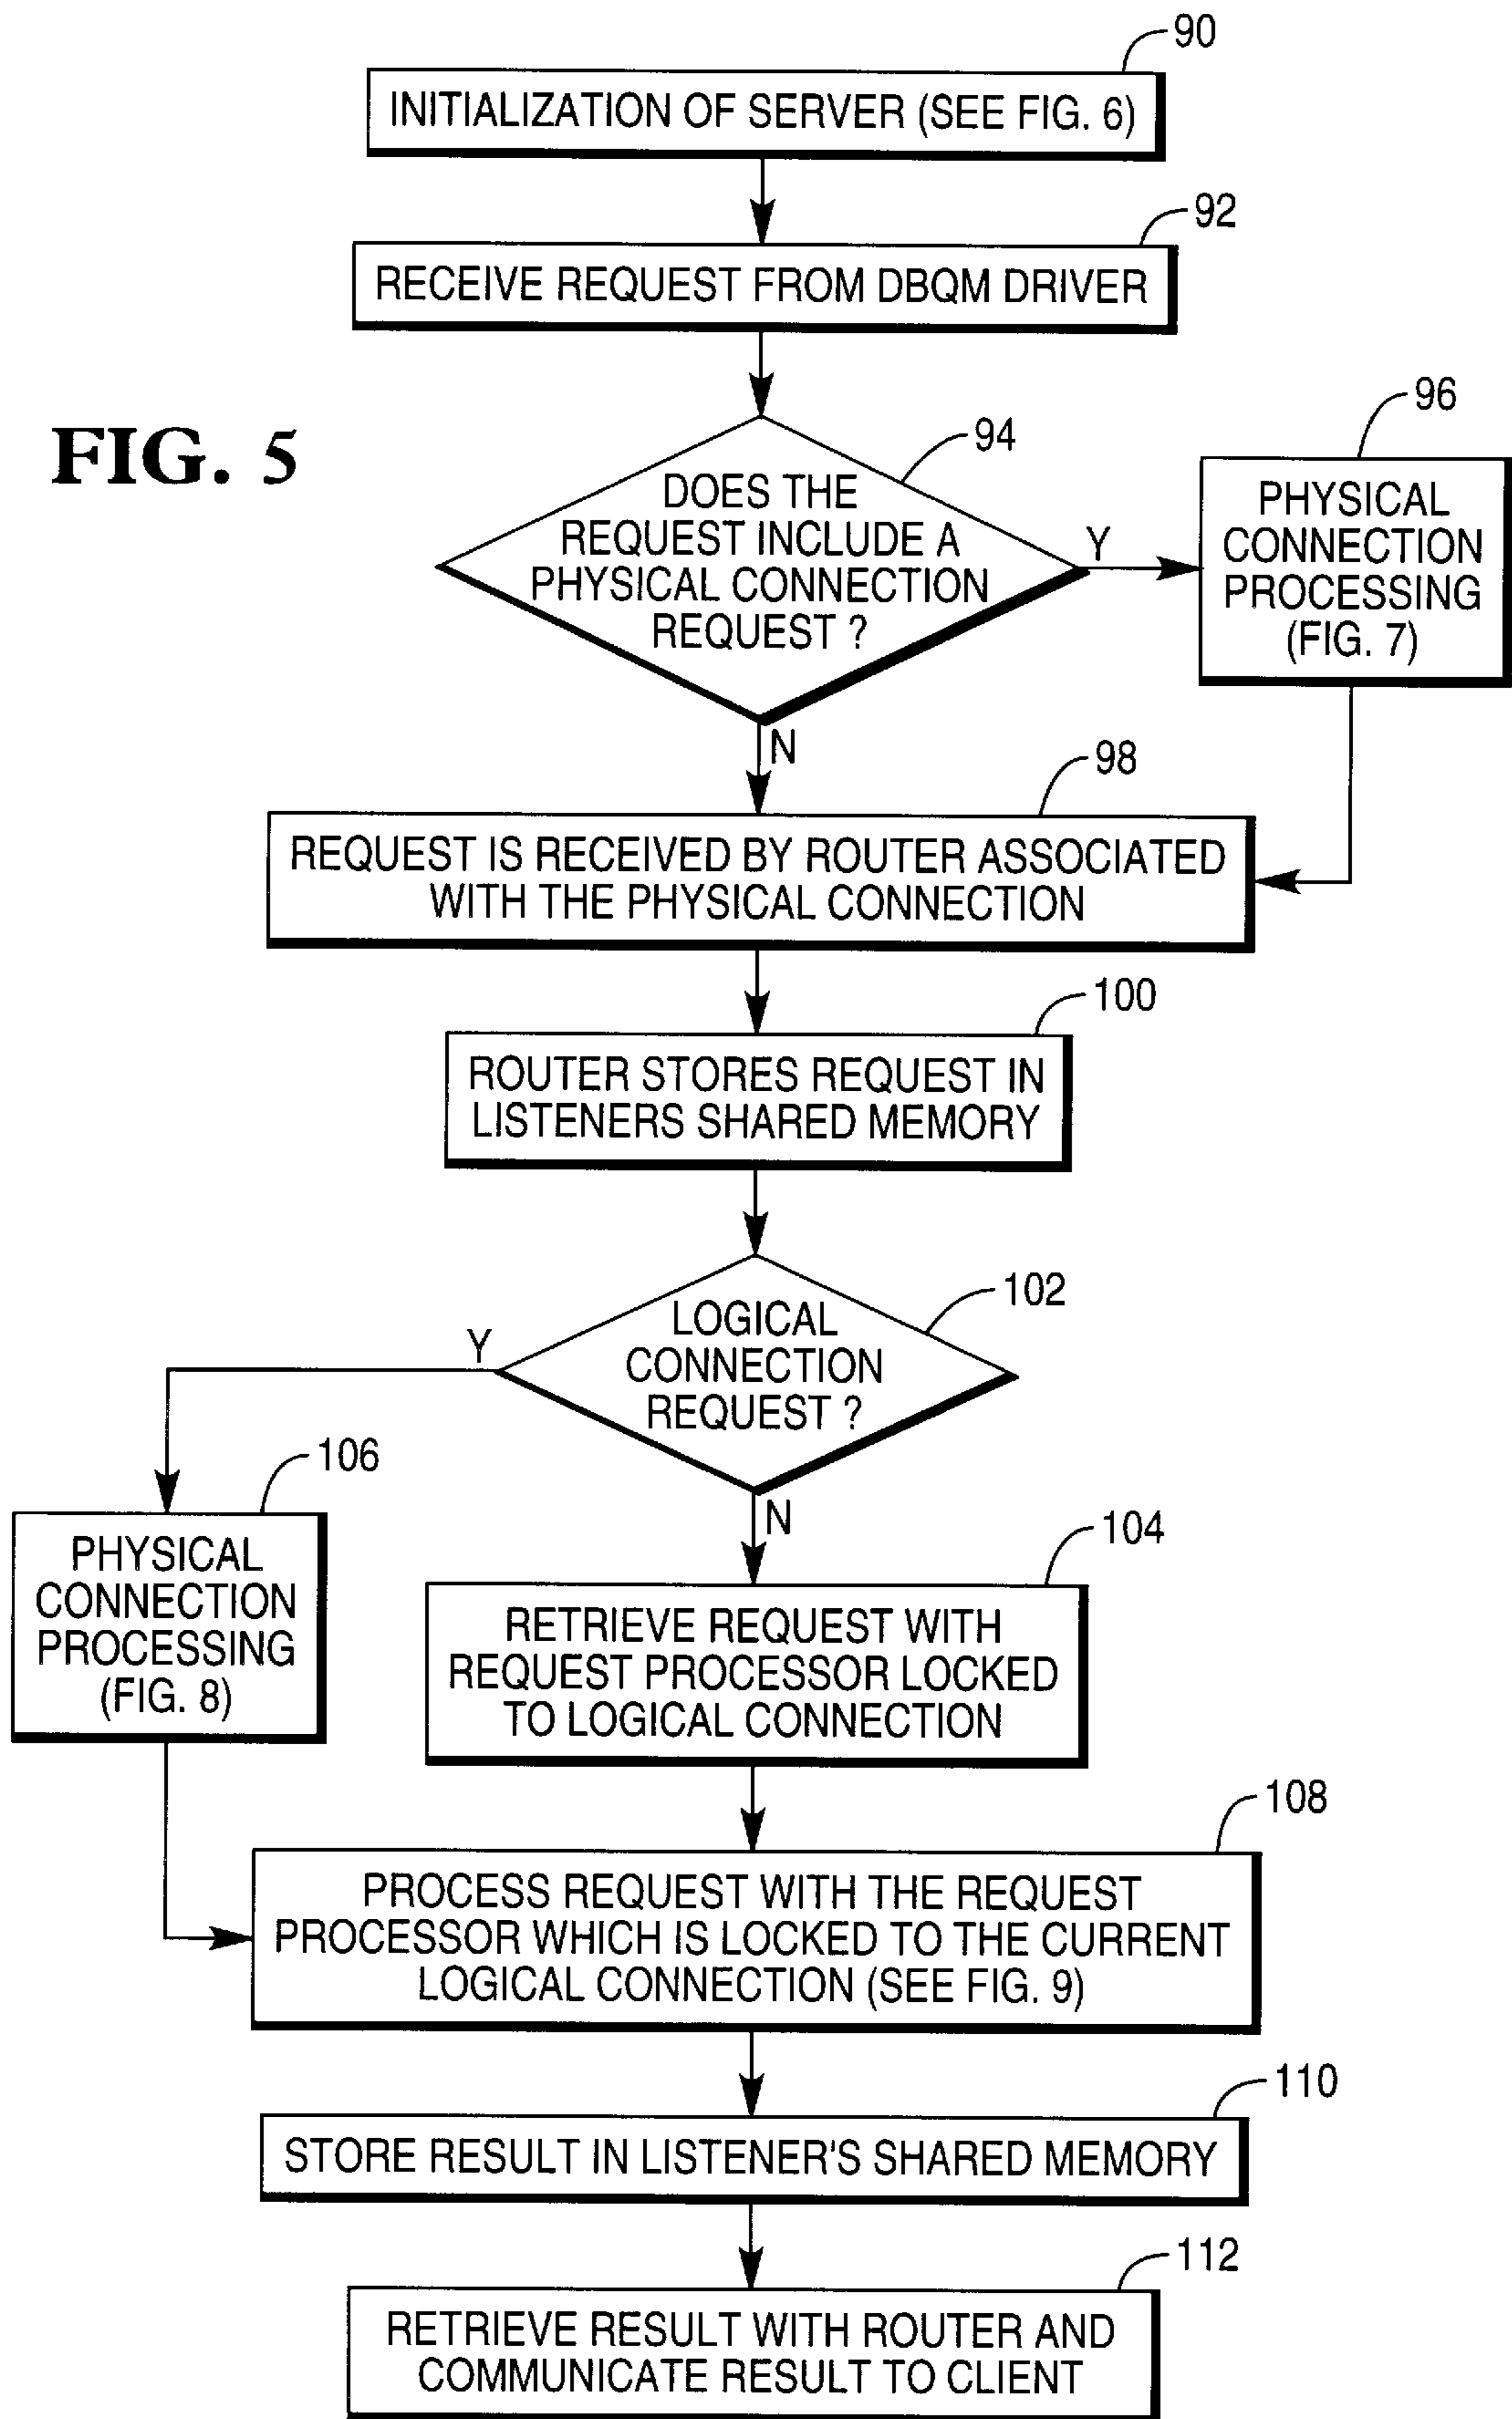 90
INITIALIZATION OF SERVER (SEE FIG. 6)
92
RECEIVE REQUEST FROM DBQM DRIVER
FIG. 5
94
DOES THE
REQUEST INCLUDE A
PHYSICAL CONNECTION
REQUEST ?
Y
96
PHYSICAL
CONNECTION
PROCESSING
(FIG. 7)
N
98
REQUEST IS RECEIVED BY ROUTER ASSOCIATED
WITH THE PHYSICAL CONNECTION
100
ROUTER STORES REQUEST IN
LISTENERS SHARED MEMORY
102
LOGICAL
CONNECTION
REQUEST ?
Y
106
PHYSICAL
CONNECTION
PROCESSING
(FIG. 8)
N
104
RETRIEVE REQUEST WITH
REQUEST PROCESSOR LOCKED
TO LOGICAL CONNECTION
108
PROCESS REQUEST WITH THE REQUEST
PROCESSOR WHICH IS LOCKED TO THE CURRENT
LOGICAL CONNECTION (SEE FIG. 9)
110
STORE RESULT IN LISTENER'S SHARED MEMORY
112
RETRIEVE RESULT WITH ROUTER AND
COMMUNICATE RESULT TO CLIENT